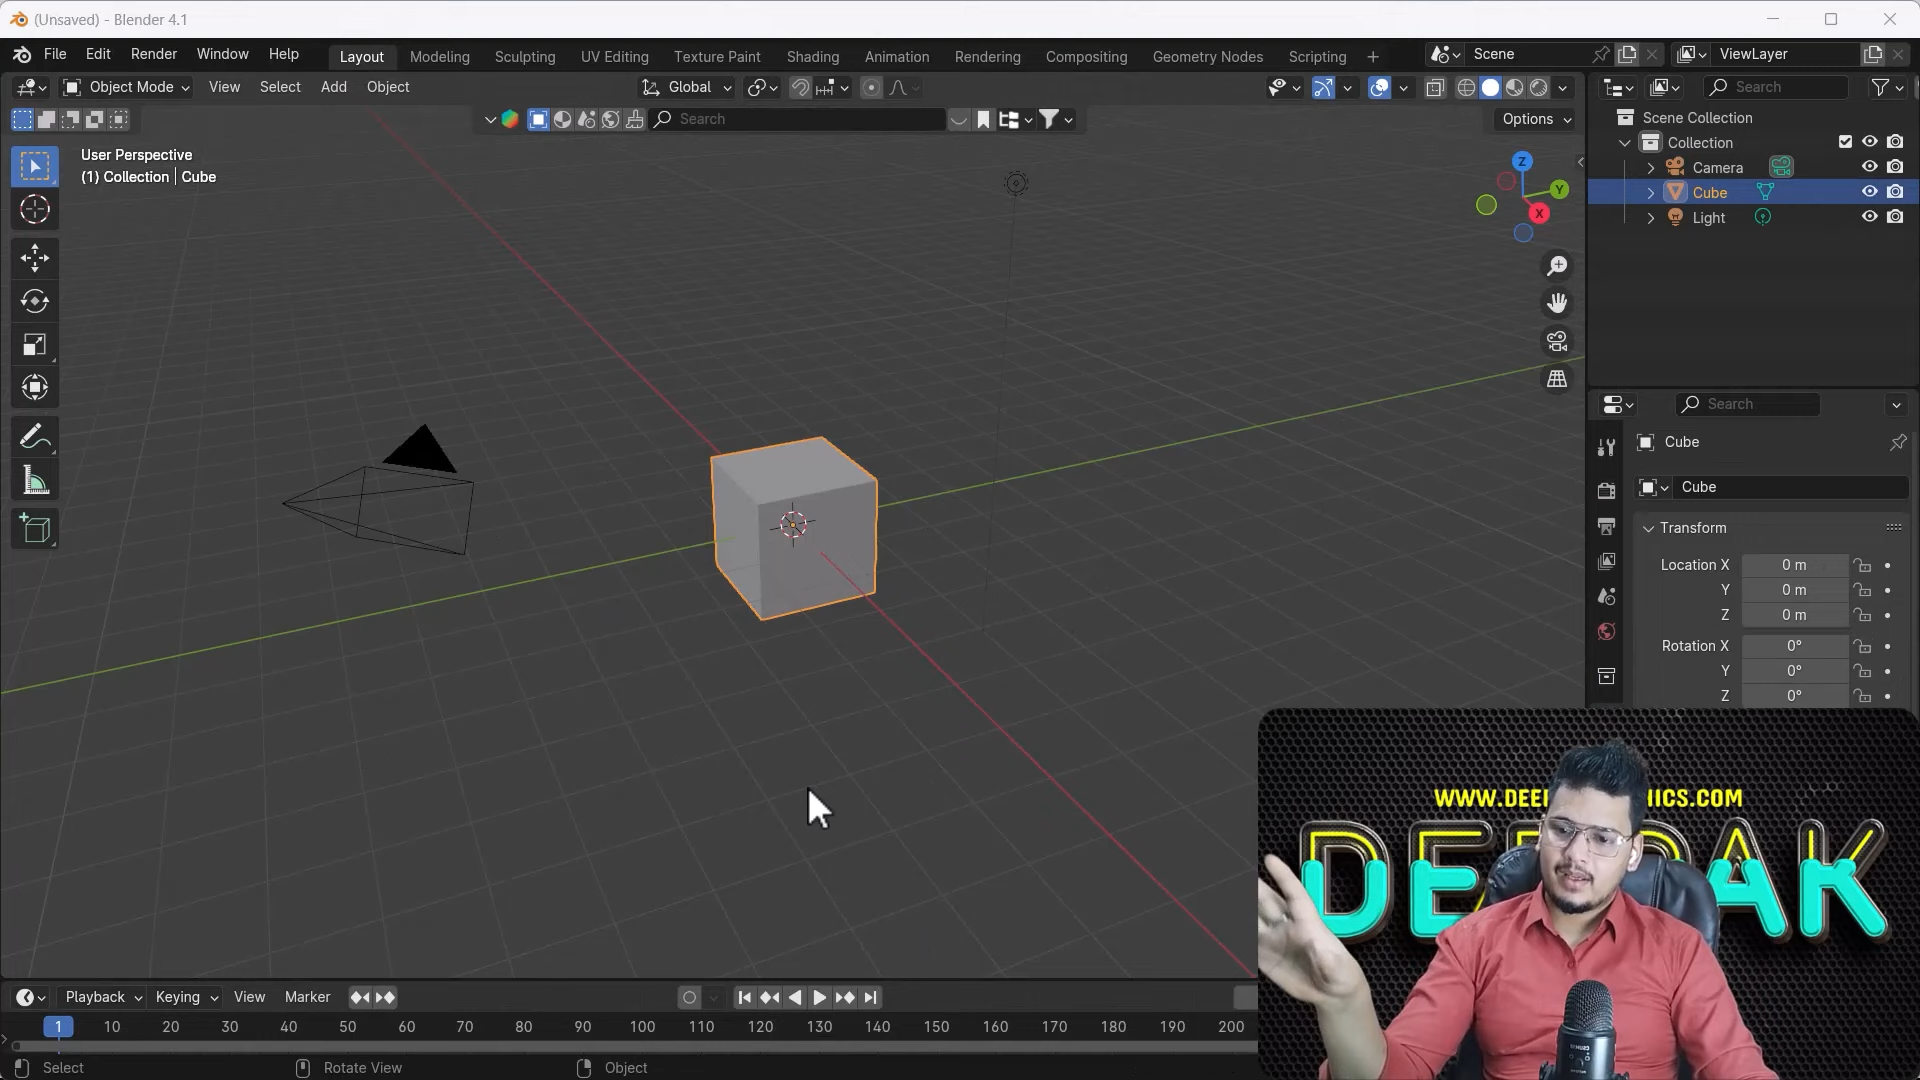 (Unsaved) - Blender 4.1
File Edit Render Window Help
Layout Modeling Sculpting UV Editing Texture Paint Shading Animation Rendering Compositing Geometry Nodes Scripting +
Scene
ViewLayer
Object Mode View Select Add Object
Global
Search
Search
Options
User Perspective
(1) Collection | Cube
Z
Y
X
Scene Collection
Collection
Camera
Cube
Light
Search
Cube
Cube
Transform
Location X 0 m
Y 0 m
Z 0 m
Rotation X 0°
Y 0°
Z 0°
DEEPAK
Playback Keying View Marker
1 10 20 30 40 50 60 70 80 90 100 110 120 130 140 150 160 170 180 190 200
Select Rotate View Object